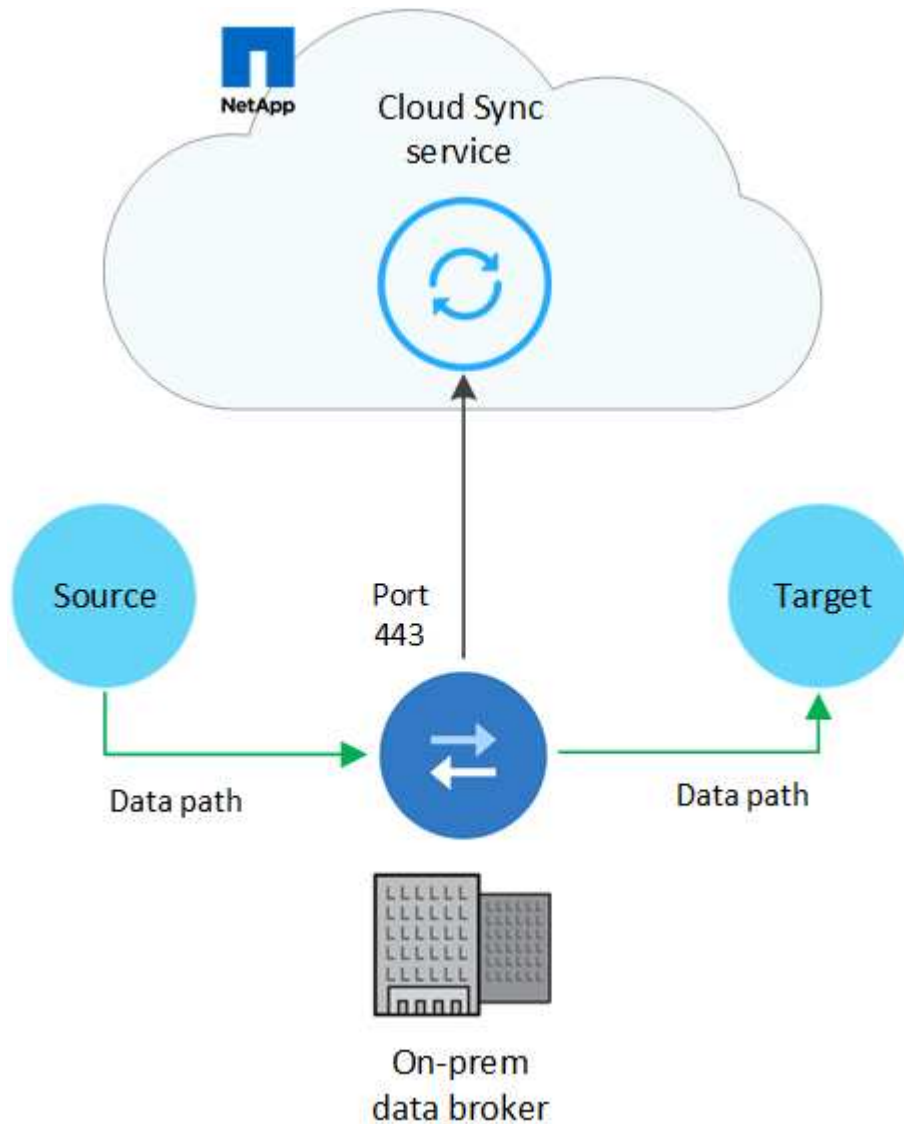 NetApp
Cloud Sync
service
Source
Port
443
Target
Data path
Data path
On-prem
data broker